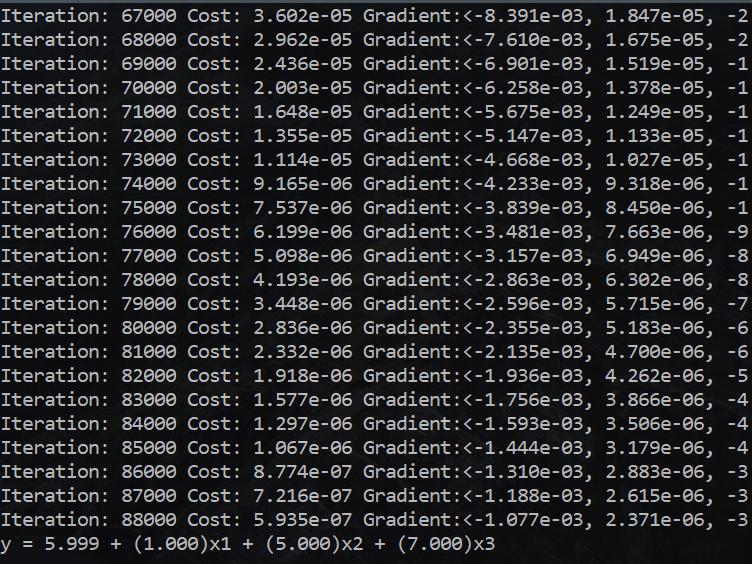 Iteration: 67000 Cost: 3.602e-05 Gradient:<-8.391e-03, 1.847e-05, -2
Iteration: 68000 Cost: 2.962e-05 Gradient:<-7.610e-03, 1.675e-05, -2
Iteration: 69000 Cost: 2.436e-05 Gradient:<-6.901e-03, 1.519e-05, -1
Iteration: 70000 Cost: 2.003e-05 Gradient:<-6.258e-03, 1.378e-05, -1
Iteration: 71000 Cost: 1.648e-05 Gradient:<-5.675e-03, 1.249e-05, -1
Iteration: 72000 Cost: 1.355e-05 Gradient:<-5.147e-03, 1.133e-05, -1
Iteration: 73000 Cost: 1.114e-05 Gradient:<-4.668e-03, 1.027e-05, -1
Iteration: 74000 Cost: 9.165e-06 Gradient:<-4.233e-03, 9.318e-06, -1
Iteration: 75000 Cost: 7.537e-06 Gradient:<-3.839e-03, 8.450e-06, -1
Iteration: 76000 Cost: 6.199e-06 Gradient:<-3.481e-03, 7.663e-06, -9
Iteration: 77000 Cost: 5.098e-06 Gradient:<-3.157e-03, 6.949e-06, -8
Iteration: 78000 Cost: 4.193e-06 Gradient:<-2.863e-03, 6.302e-06, -8
Iteration: 79000 Cost: 3.448e-06 Gradient:<-2.596e-03, 5.715e-06, -7
Iteration: 80000 Cost: 2.836e-06 Gradient:<-2.355e-03, 5.183e-06, -6
Iteration: 81000 Cost: 2.332e-06 Gradient:<-2.135e-03, 4.700e-06, -6
Iteration: 82000 Cost: 1.918e-06 Gradient:<-1.936e-03, 4.262e-06, -5
Iteration: 83000 Cost: 1.577e-06 Gradient:<-1.756e-03, 3.866e-06, -4
Iteration: 84000 Cost: 1.297e-06 Gradient:<-1.593e-03, 3.506e-06, -4
Iteration: 85000 Cost: 1.067e-06 Gradient:<-1.444e-03, 3.179e-06, -4
Iteration: 86000 Cost: 8.774e-07 Gradient:<-1.310e-03, 2.883e-06, -3
Iteration: 87000 Cost: 7.216e-07 Gradient:<-1.188e-03, 2.615e-06, -3
Iteration: 88000 Cost: 5.935e-07 Gradient:<-1.077e-03, 2.371e-06, -3
y = 5.999 + (1.000)x1 + (5.000)x2 + (7.000)x3